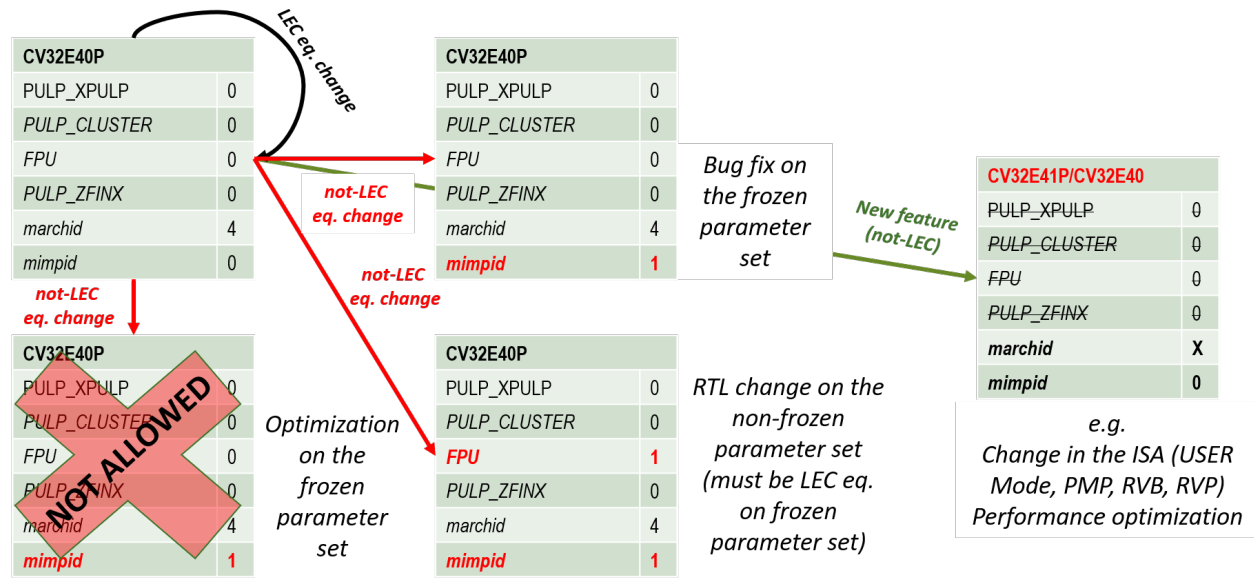 LEC eq. change
CV32E40P
PULP_XPULP 0
PULP_CLUSTER 0
FPU 0
PULP_ZFINX 0
marchid 4
mimpid 0
not-LEC
eq. change
CV32E40P
PULP_XPULP 0
PULP_CLUSTER 0
FPU 0
PULP_ZFINX 0
marchid 4
mimpid 1
Bug fix on
the frozen
parameter
set
New feature
(not-LEC)
CV32E41P/CV32E40
PULP_XPULP 0
PULP_CLUSTER 0
FPU 0
PULP_ZFINX 0
marchid X
mimpid 0
e.g.
Change in the ISA (USER
Mode, PMP, RVB, RVP)
Performance optimization
not-LEC
eq. change
CV32E40P
PULP_XPULP 0
PULP_CLUSTER 0
FPU 0
PULP_ZFINX 0
marchid 4
mimpid 1
NOT ALLOWED
Optimization
on the
frozen
parameter
set
not-LEC
eq. change
CV32E40P
PULP_XPULP 0
PULP_CLUSTER 0
FPU 1
PULP_ZFINX 0
marchid 4
mimpid 1
RTL change on the
non-frozen
parameter set
(must be LEC eq.
on frozen
parameter set)